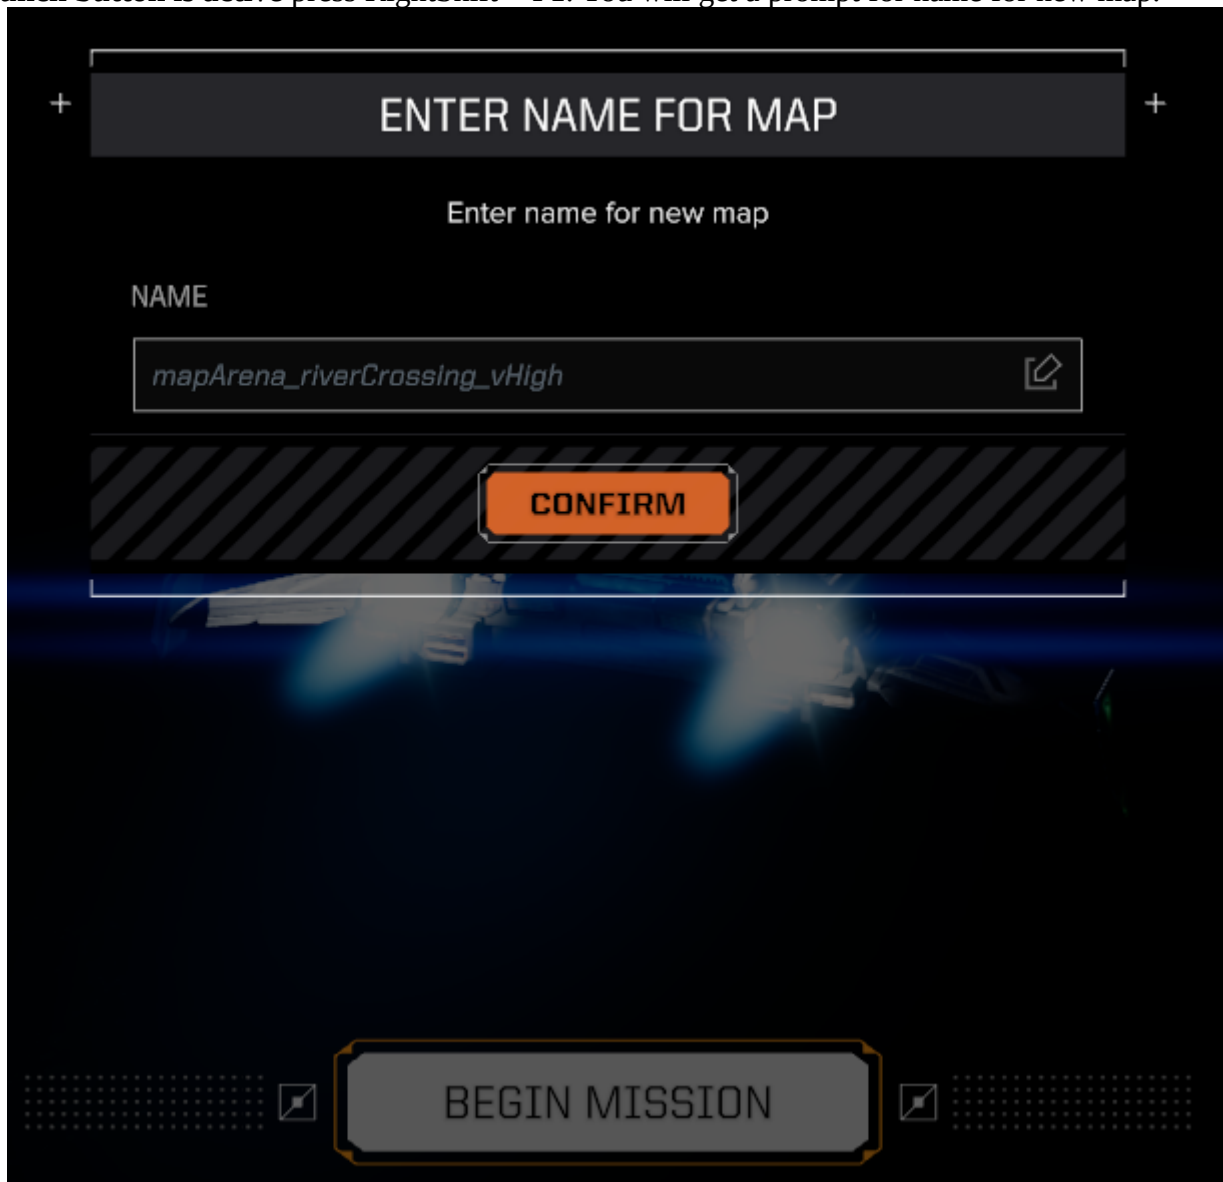 ENTER NAME FOR MAP
Enter name for new map
NAME
mapArena_riverCrossing_vHigh
CONFIRM
BEGIN MISSION